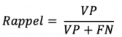 Rappel = VP / (VP + FN)